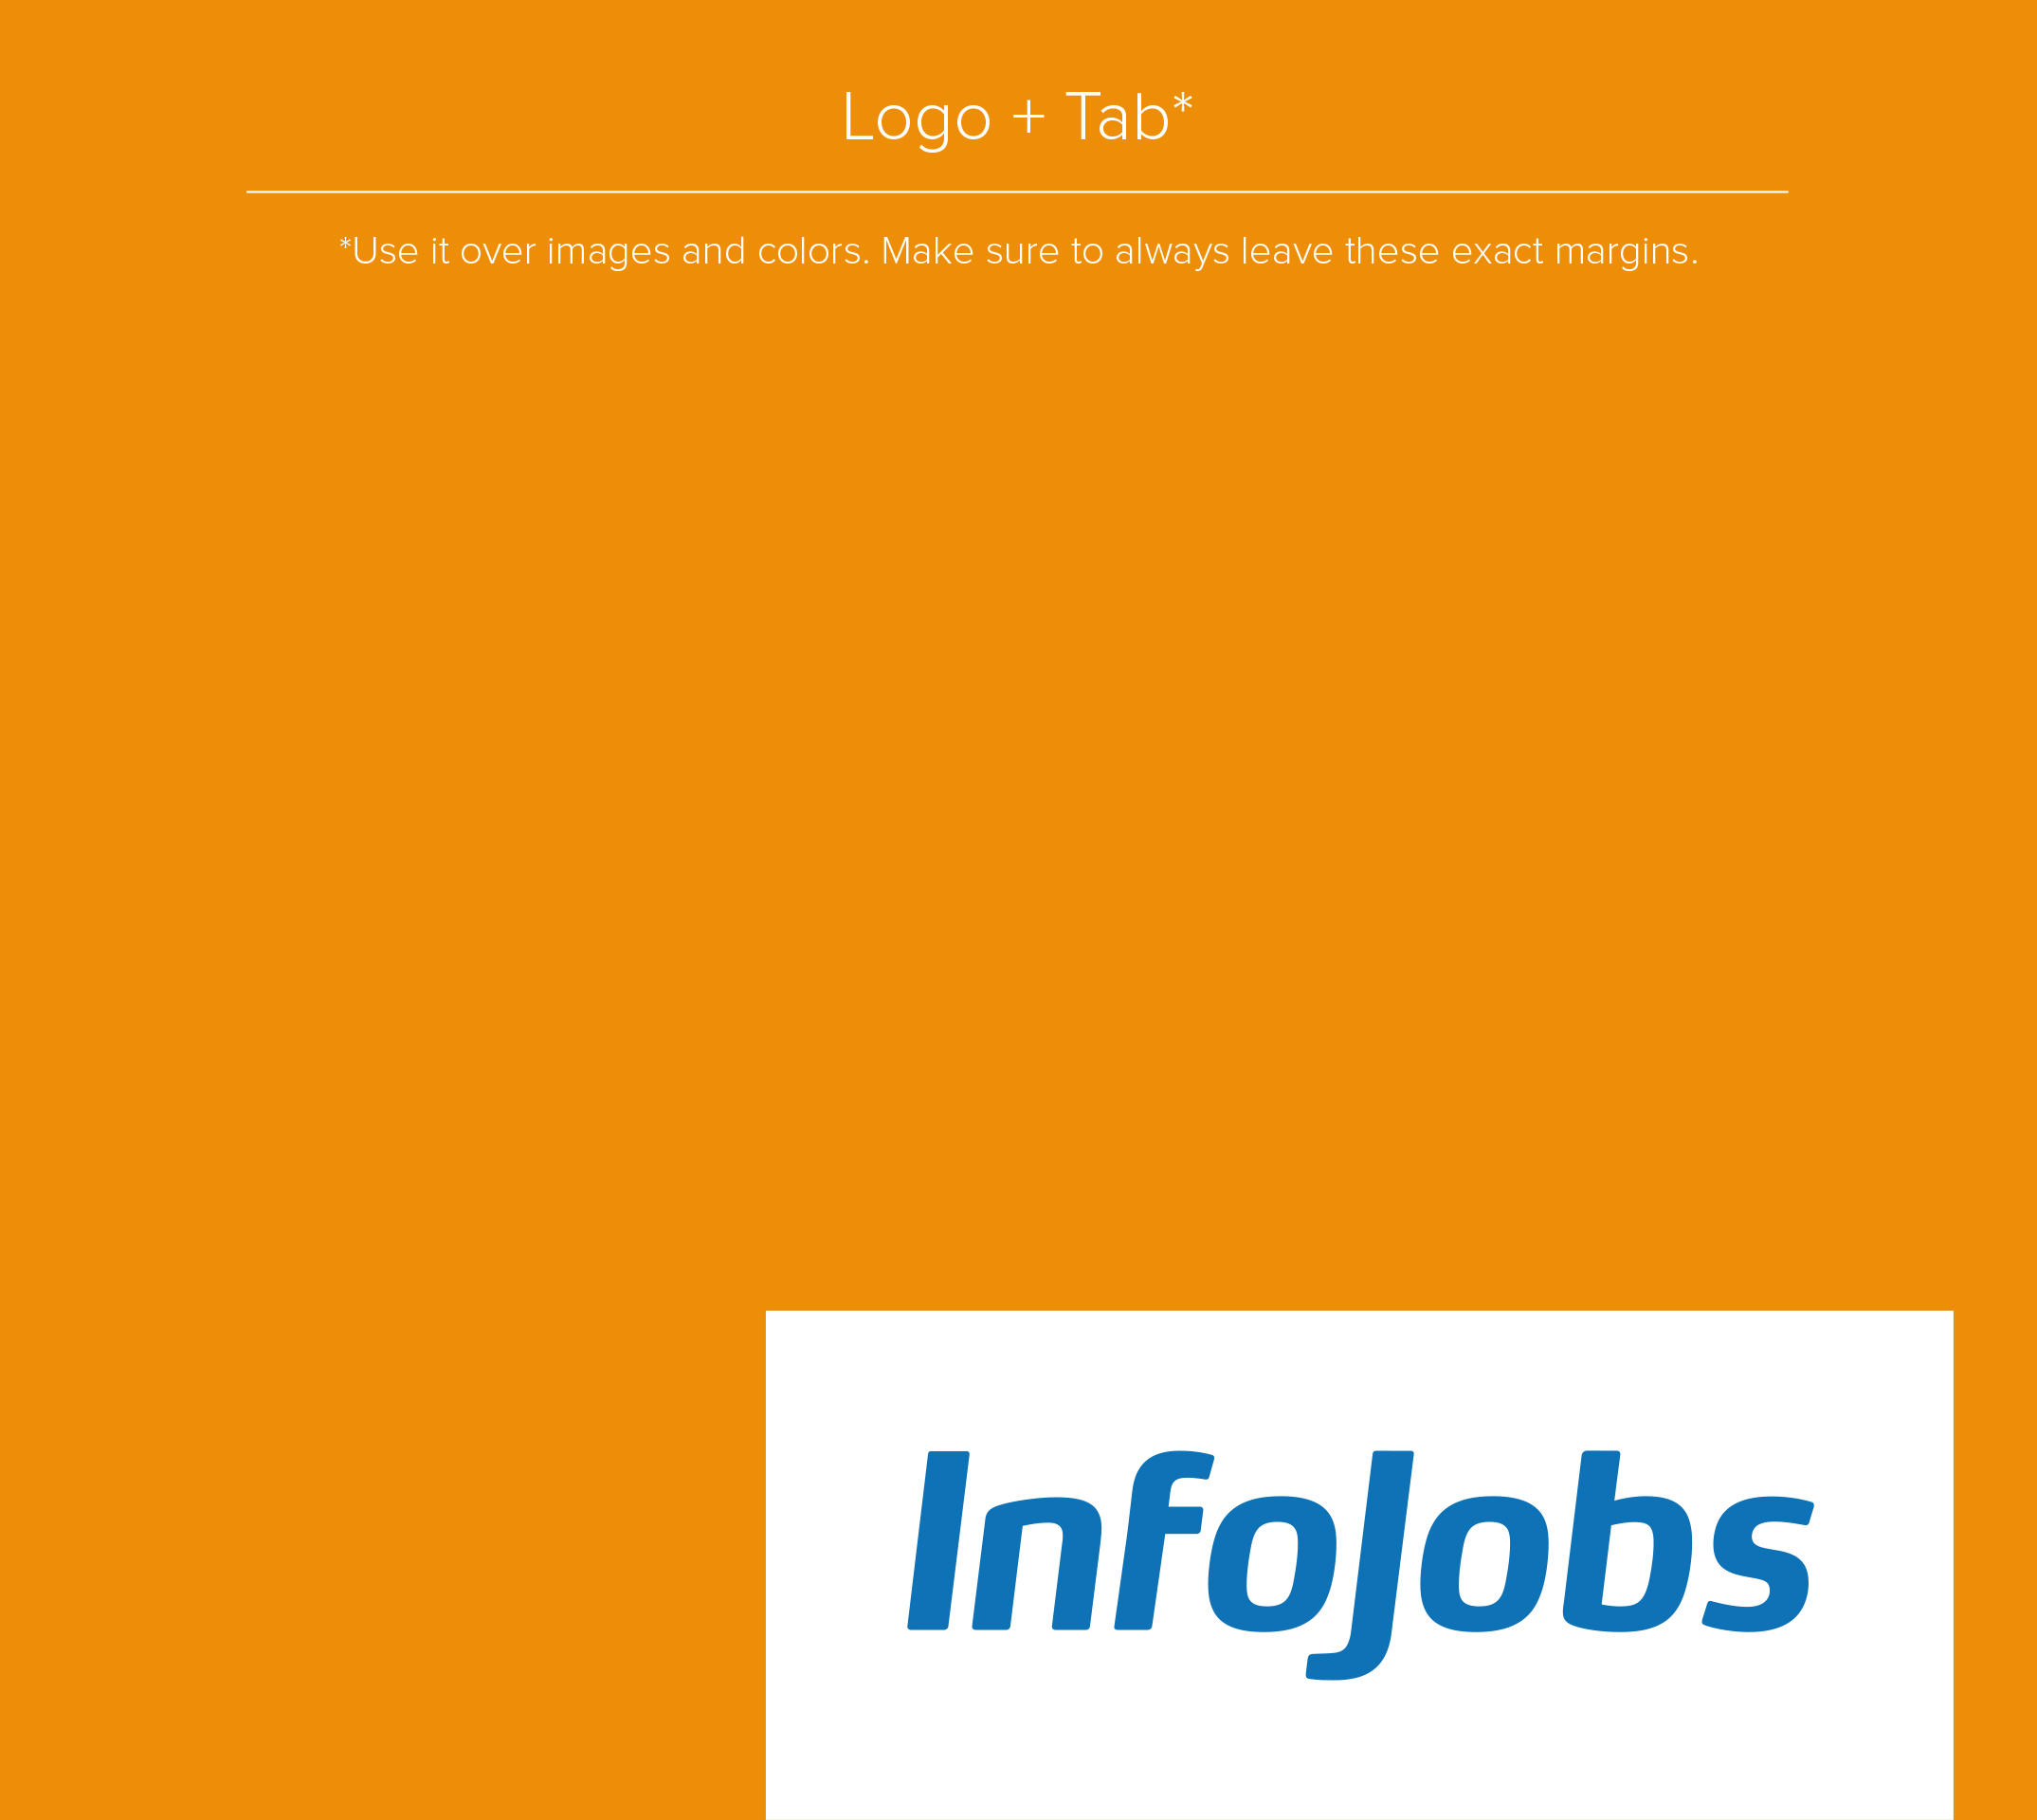 Logo + Tab*
*Use it over images and colors. Make sure to always leave these exact margins.
InfoJobs